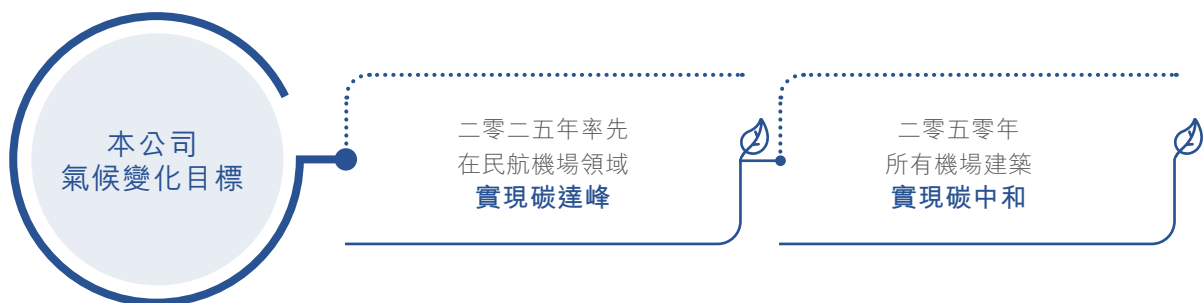 本公司
氣候變化目標
二零二五年率先
在民航機場領域
實現碳達峰
二零五零年
所有機場建築
實現碳中和